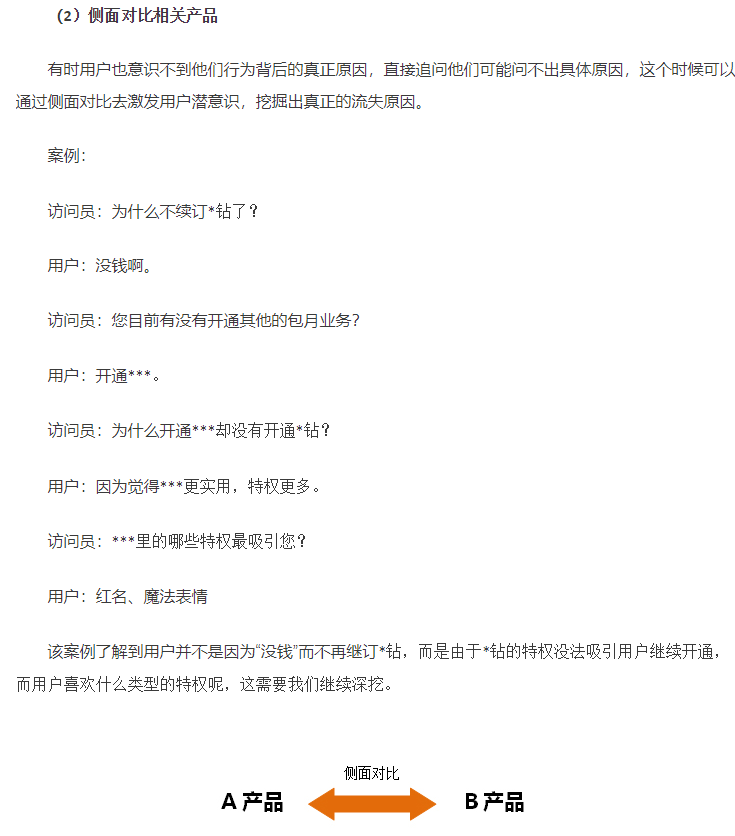 （2）侧面对比相关产品
有时用户也意识不到他们行为背后的真正原因，直接追问他们可能问不出具体原因，这个时候可以
通过侧面对比去激发用户潜意识，挖掘出真正的流失原因。
案例：
访问员：为什么不续订*钻了？
用户：没钱啊。
访问员：您目前有没有开通其他的包月业务？
用户：开通***。
访问员：为什么开通***却没有开通*钻？
用户：因为觉得***更实用，特权更多。
访问员：***里的哪些特权最吸引您？
用户：红名、魔法表情
该案例了解到用户并不是因为“没钱”而不再继订*钻，而是由于*钻的特权没法吸引用户继续开通，
而用户喜欢什么类型的特权呢，这需要我们继续深挖。
侧面对比
A 产品 B 产品